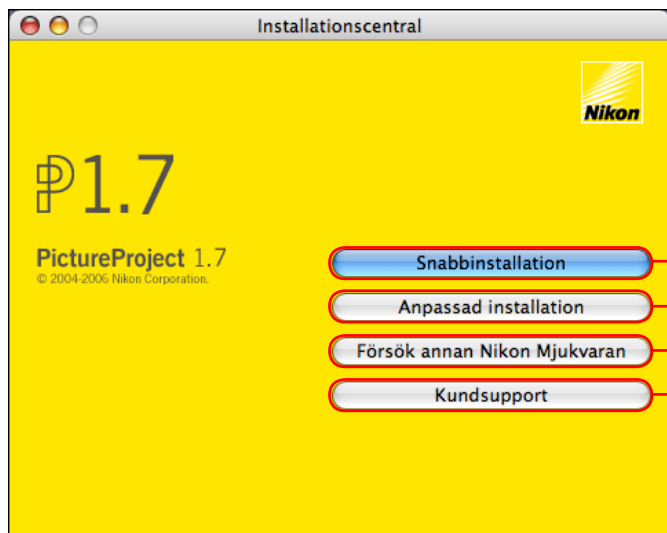 Installationscentral
Nikon
P1.7
PictureProject 1.7
© 2004-2006 Nikon Corporation.
Snabbinstallation
Anpassad installation
Försök annan Nikon Mjukvaran
Kundsupport